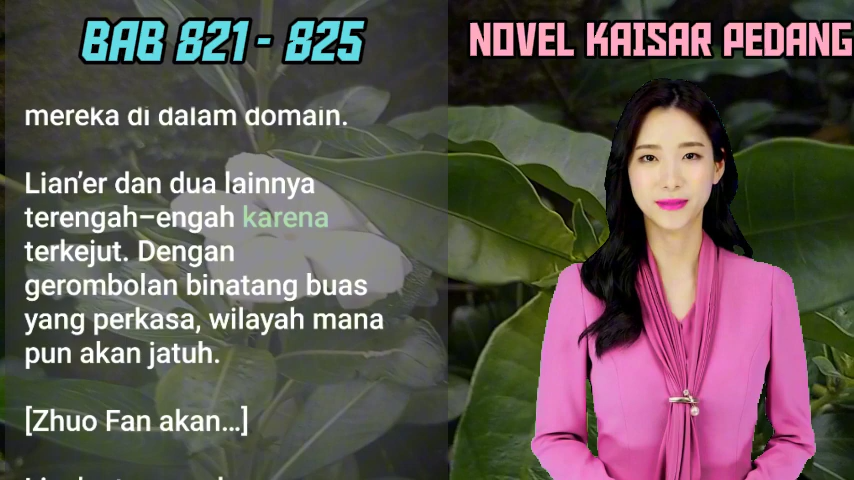 BAB 821 - 825
NOVEL KAISAR PEDANG
mereka di dalam domain.
Lian’er dan dua lainnya
terengah–engah karena
terkejut. Dengan
gerombolan binatang buas
yang perkasa, wilayah mana
pun akan jatuh.
[Zhuo Fan akan…]